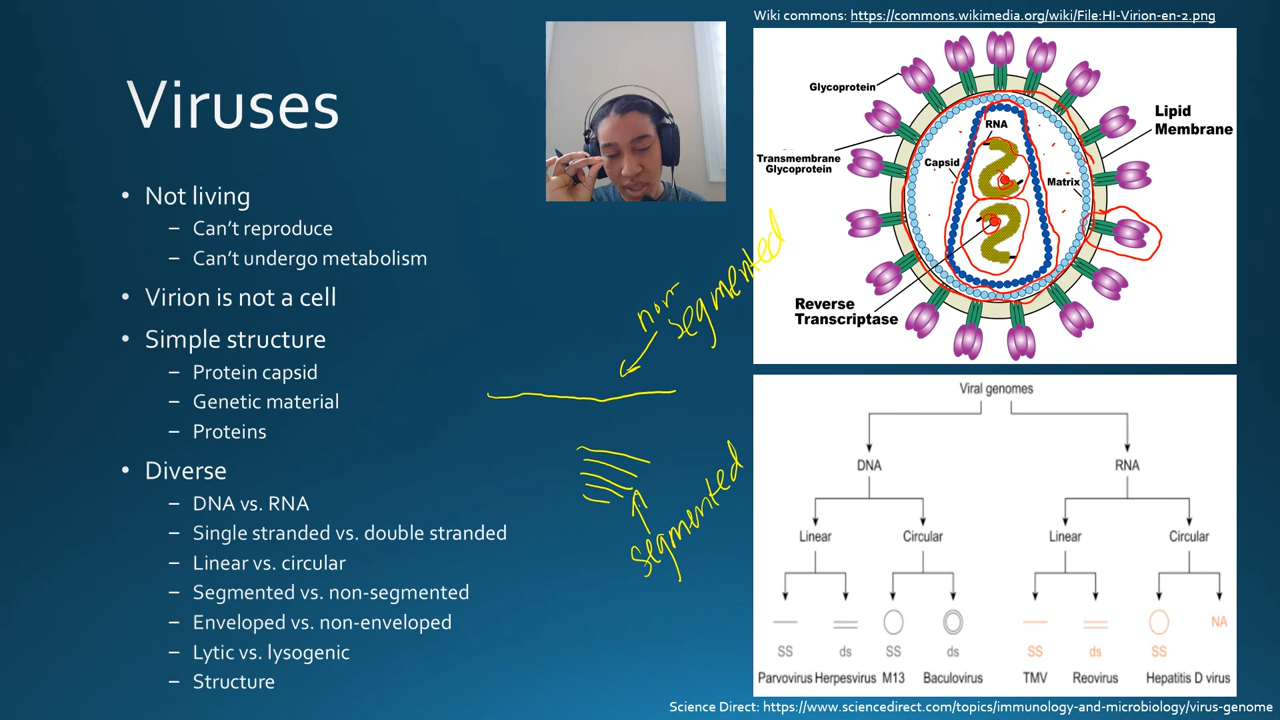 Wiki commons: https://commons.wikimedia.org/wiki/File:HI-Virion-en-2.png
Viruses
• Not living
– Can't reproduce
– Can't undergo metabolism
• Virion is not a cell
• Simple structure
– Protein capsid
– Genetic material
– Proteins
• Diverse
– DNA vs. RNA
– Single stranded vs. double stranded
– Linear vs. circular
– Segmented vs. non-segmented
– Enveloped vs. non-enveloped
– Lytic vs. lysogenic
– Structure
non-
segmented
segmented
Glycoprotein
Lipid
Membrane
RNA
Transmembrane
Glycoprotein
Capsid
Matrix
Reverse
Transcriptase
Viral genomes
DNA RNA
Linear Circular Linear Circular
SS ds SS ds SS ds SS NA
Parvovirus Herpesvirus M13 Baculovirus TMV Reovirus Hepatitis D virus
Science Direct: https://www.sciencedirect.com/topics/immunology-and-microbiology/virus-genome